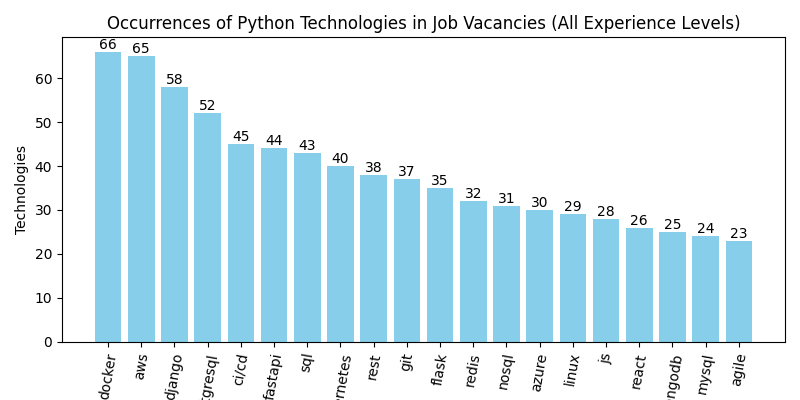 Occurrences of Python Technologies in Job Vacancies (All Experience Levels)
Technologies
60
50
40
30
20
10
0
66
65
58
52
45
44
43
40
38
37
35
32
31
30
29
28
26
25
24
23
docker
aws
django
gresql
ci/cd
fastapi
sql
rnetes
rest
git
flask
redis
nosql
azure
linux
js
react
ngodb
mysql
agile